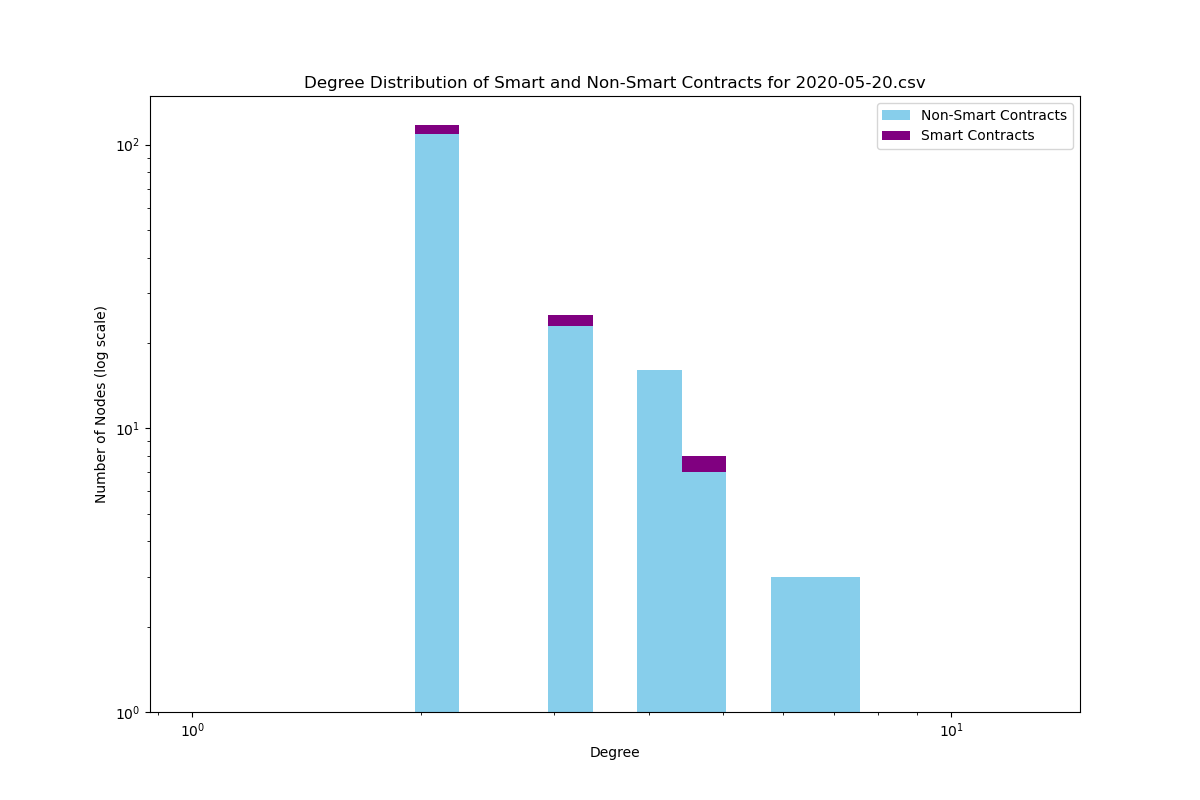 Degree Distribution of Smart and Non-Smart Contracts for 2020-05-20.csv
Non-Smart Contracts
Smart Contracts
Number of Nodes (log scale)
10²
10¹
10⁰
10⁰ 10¹
Degree